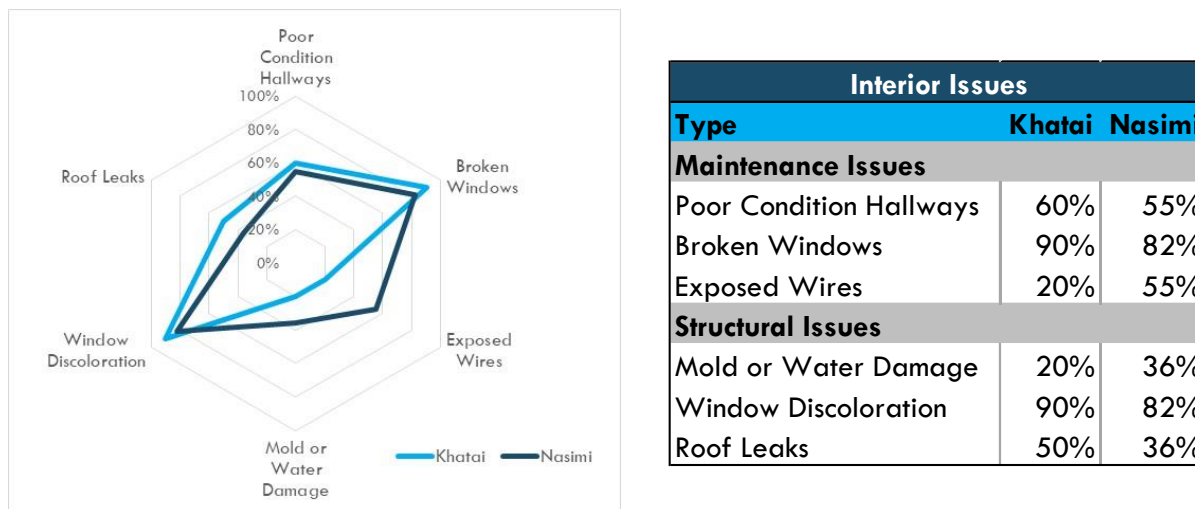 Poor
Condition
Hallways
100%
80%
60%
40%
20%
0%
Broken
Windows
Exposed
Wires
Mold or
Water
Damage
Window
Discoloration
Roof Leaks
Khatai Nasimi
Interior Issues
Type Khatai Nasimi
Maintenance Issues
Poor Condition Hallways 60% 55%
Broken Windows 90% 82%
Exposed Wires 20% 55%
Structural Issues
Mold or Water Damage 20% 36%
Window Discoloration 90% 82%
Roof Leaks 50% 36%